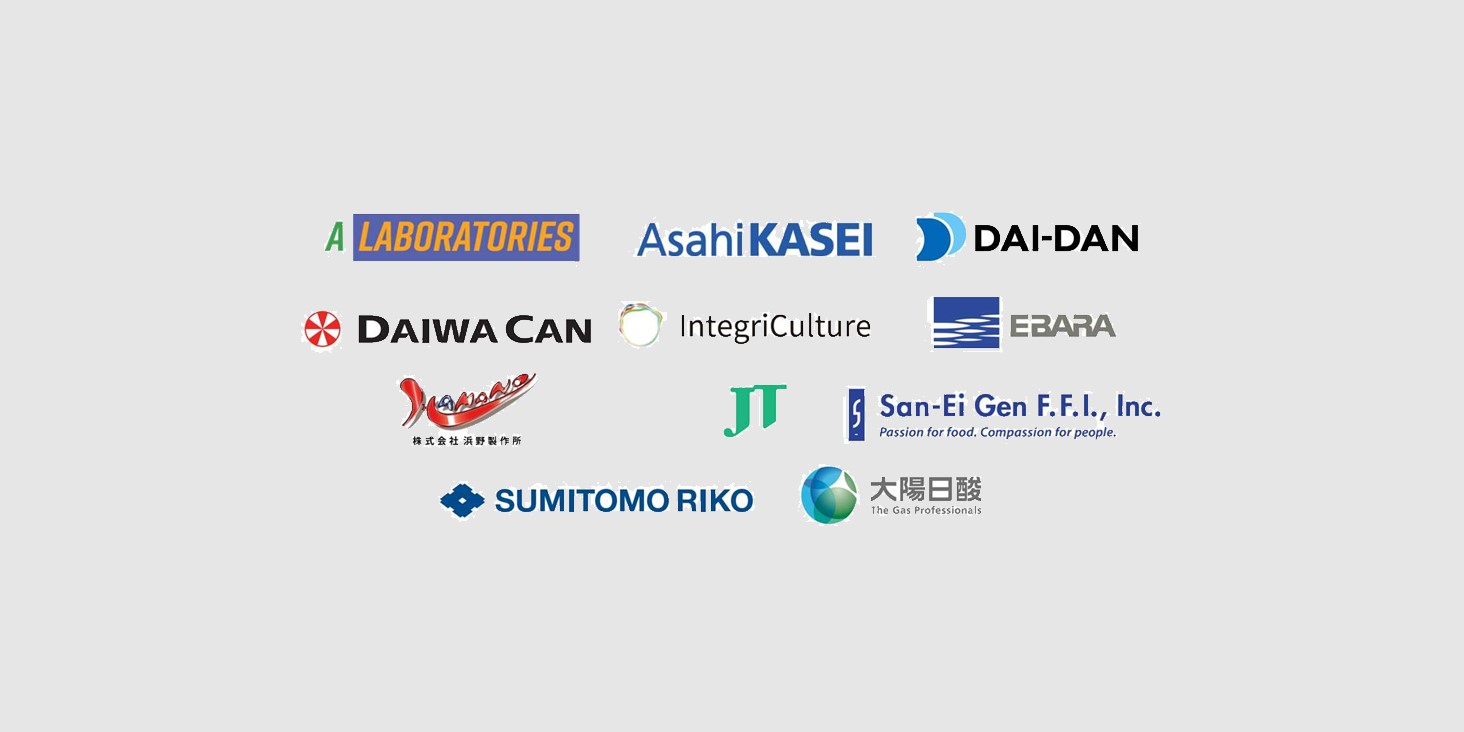 A LABORATORIES
AsahiKASEI
DAI-DAN
DAIWA CAN
IntegriCulture
EBARA
Hamano
株式会社 浜野製作所
JT
San-Ei Gen F.F.I., Inc.
Passion for food. Compassion for people.
SUMITOMO RIKO
大陽日酸
The Gas Professionals